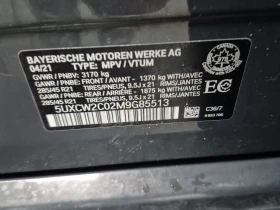 BAYERISCHE MOTOREN WERKE AG
04/21 TYPE: MPV / VTUM
GVWR / PNBV: 3170 kg
GAWR / PNBE: FRONT / AVANT - 1370 kg WITH/AVEC
285/45 R21 TIRES/PNEUS, 9.5J x 21
RIMS/JANTES
GAWR / PNBE: REAR / ARRIERE - 1875 kg WITH/AVEC
285/45 R21 TIRES/PNEUS, 9.5J x 21
RIMS/JANTES
5UXCW2C02M9G85513
C36/7